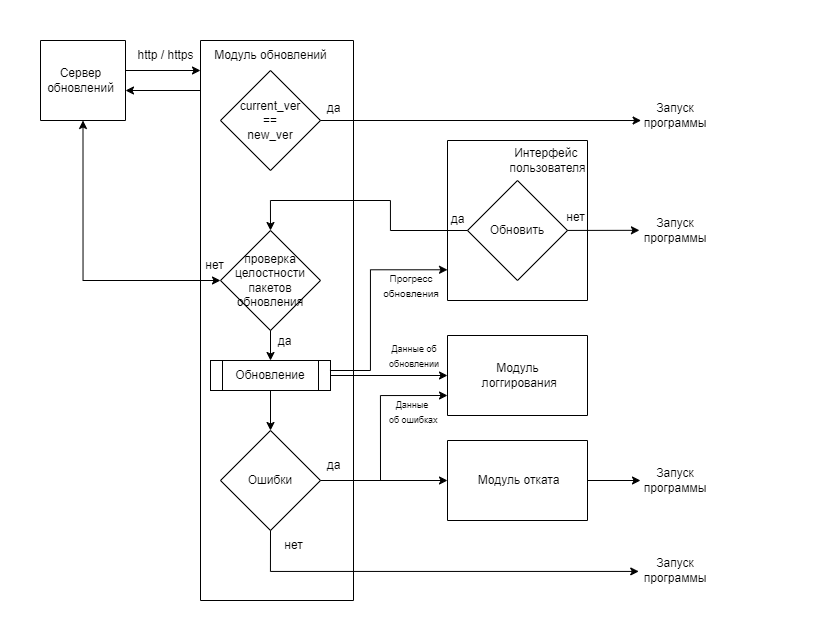 http / https
Модуль обновлений
Сервер
обновлений
current_ver
==
new_ver
да
Запуск
программы
Интерфейс
пользователя
да
Обновить
нет
Запуск
программы
нет
проверка
целостности
пакетов
обновления
Прогресс
обновления
да
Обновление
Данные об
обновлении
Модуль
логгирования
Данные
об ошибках
Ошибки
да
Модуль отката
Запуск
программы
нет
Запуск
программы